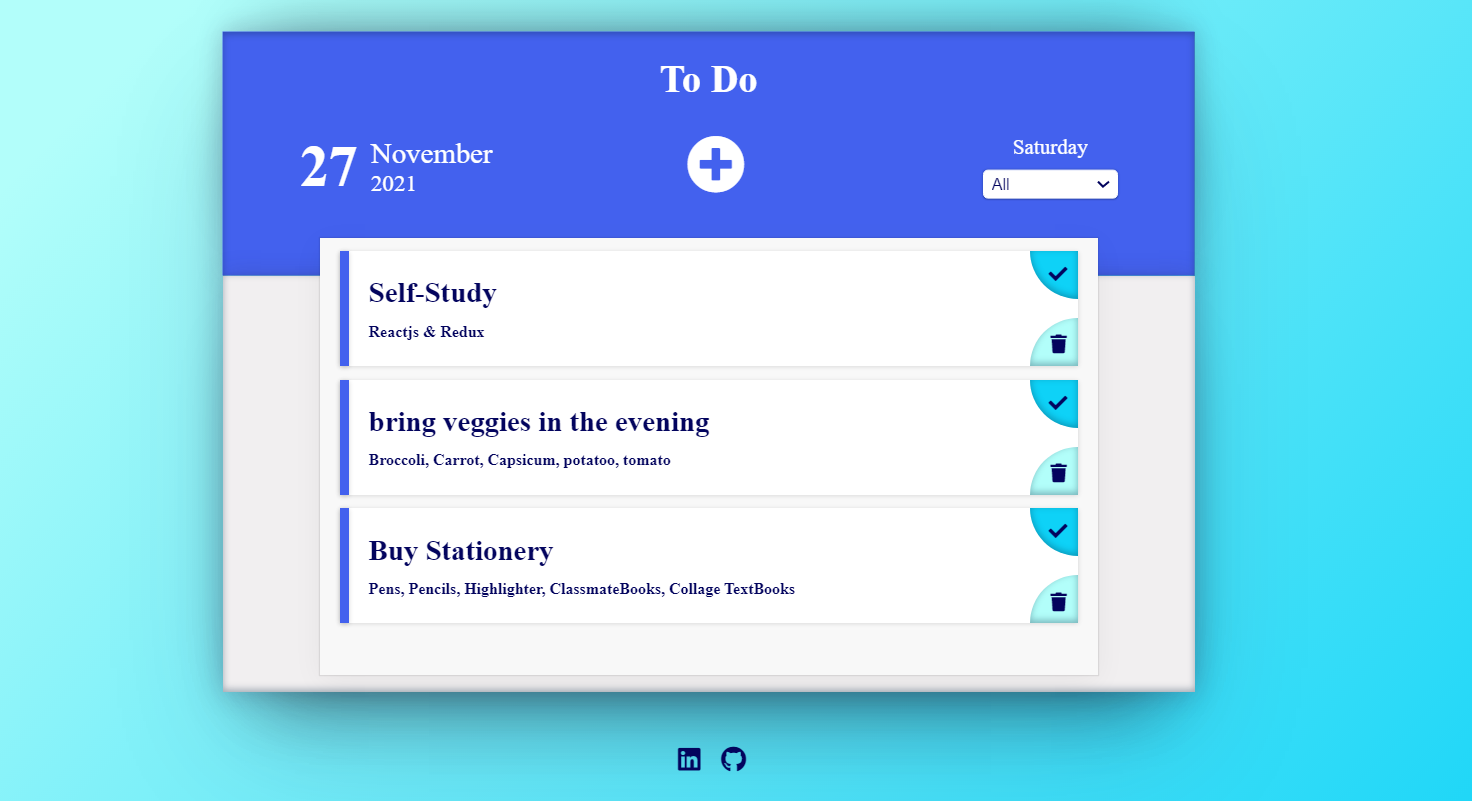 To Do
27 November
2021
Saturday
All
Self-Study
Reactjs & Redux
bring veggies in the evening
Broccoli, Carrot, Capsicum, potatoo, tomato
Buy Stationery
Pens, Pencils, Highlighter, ClassmateBooks, Collage TextBooks
in